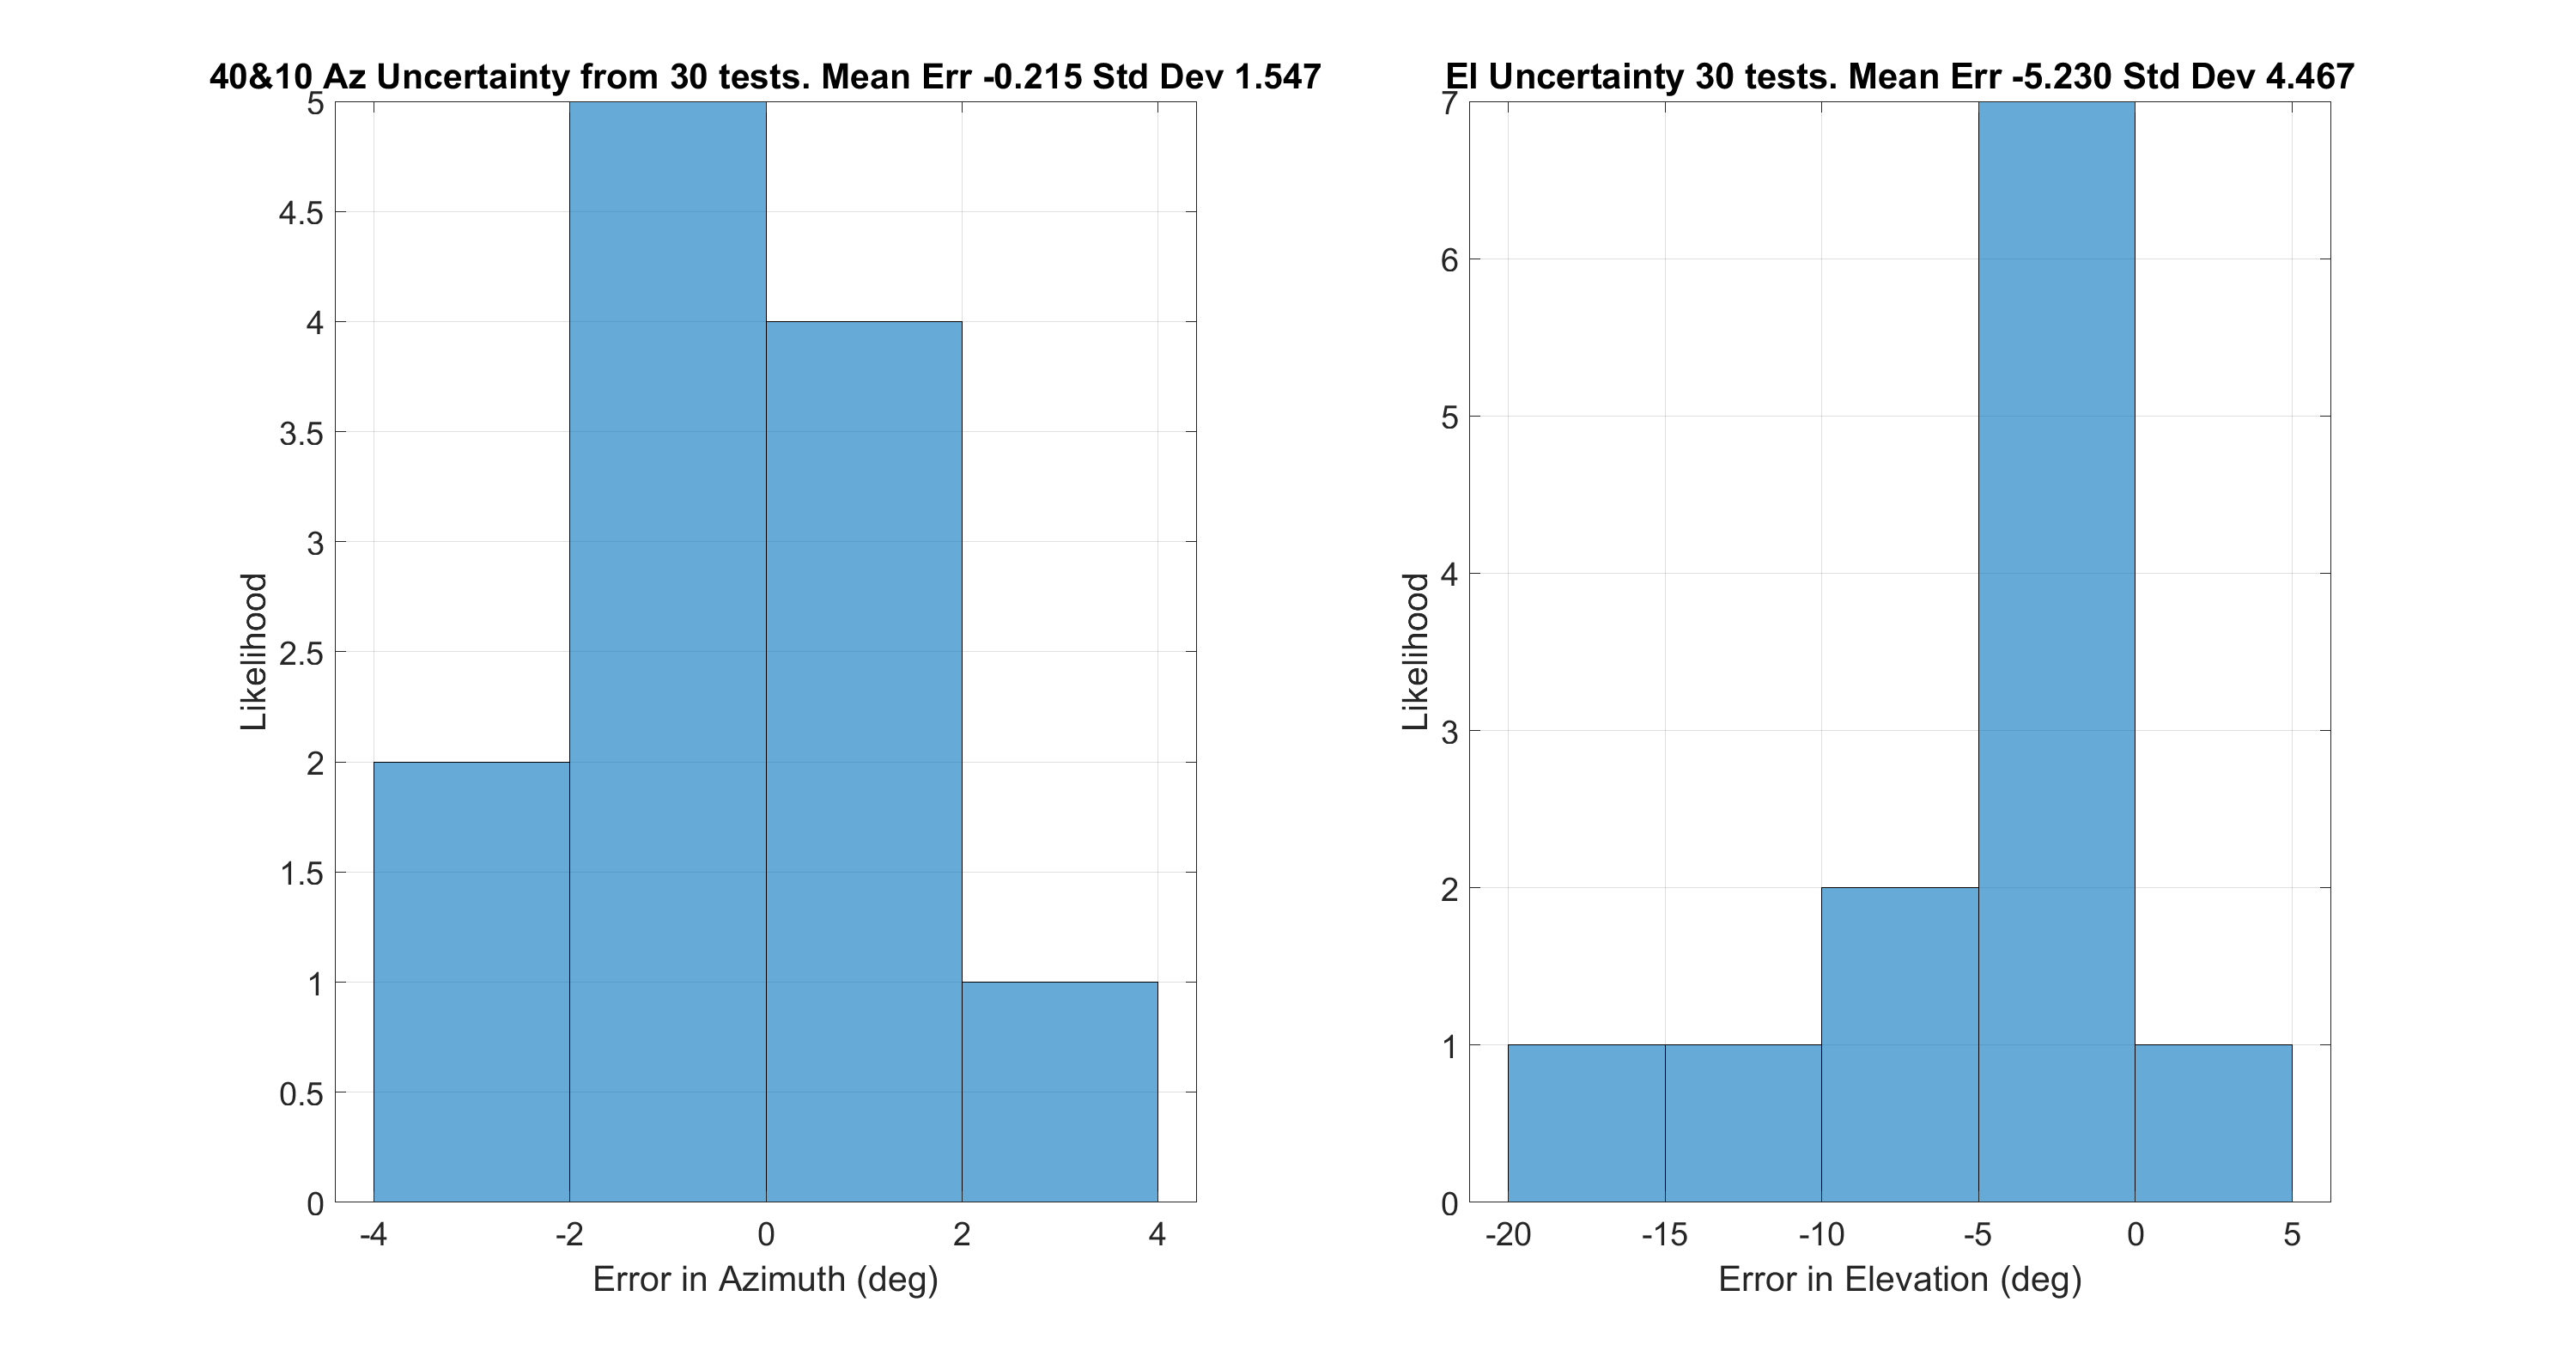 40&10 Az Uncertainty from 30 tests. Mean Err -0.215 Std Dev 1.547
5
4.5
4
3.5
3
2.5
2
1.5
1
0.5
0
Likelihood
-4 -2 0 2 4
Error in Azimuth (deg)
El Uncertainty 30 tests. Mean Err -5.230 Std Dev 4.467
7
6
5
4
3
2
1
0
Likelihood
-20 -15 -10 -5 0 5
Error in Elevation (deg)